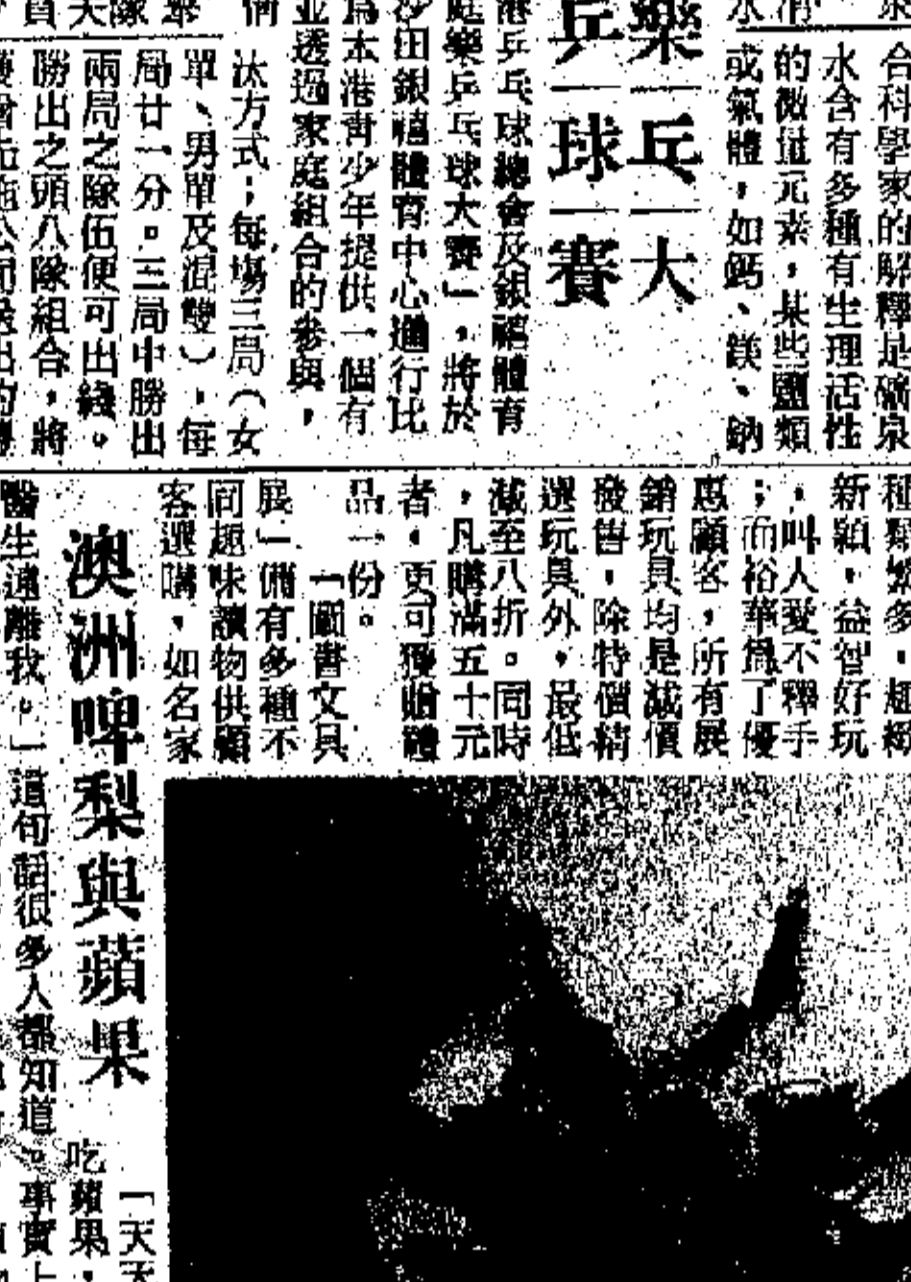 合科學家的解釋是礦泉
水含有多種有生理活性
的微量元素，某些鹽類
或氣體，如鈣、鎂、鈉
樂乒大
乒球賽
港乒乓球總會及銀禧體育
庭樂乒乓球大賽」，將於
沙田銀禧體育中心進行比
爲本港青少年提供一個有
並透過家庭組合的參與，
汰方式；每塲三局（女
單、男單及混雙），每
局廿一分。三局中勝出
兩局之隊伍便可出綫。
勝出之頭八隊組合，將
種類繁多，趣緻
新穎，益智好玩
，叫人愛不釋手
；而裕華爲了優
惠顧客，所有展
銷玩具均是減價
發售，除特價精
選玩具外，最低
減至八折。同時
，凡購滿五十元
者，更可獲贈禮
品一份。
「圖書文具
展」備有多種不
同趣味讀物供顧
客選購，如名家
澳洲啤梨與蘋果
「天天
吃蘋果，
醫生遠離我。」這句話很多人都知道。事實上